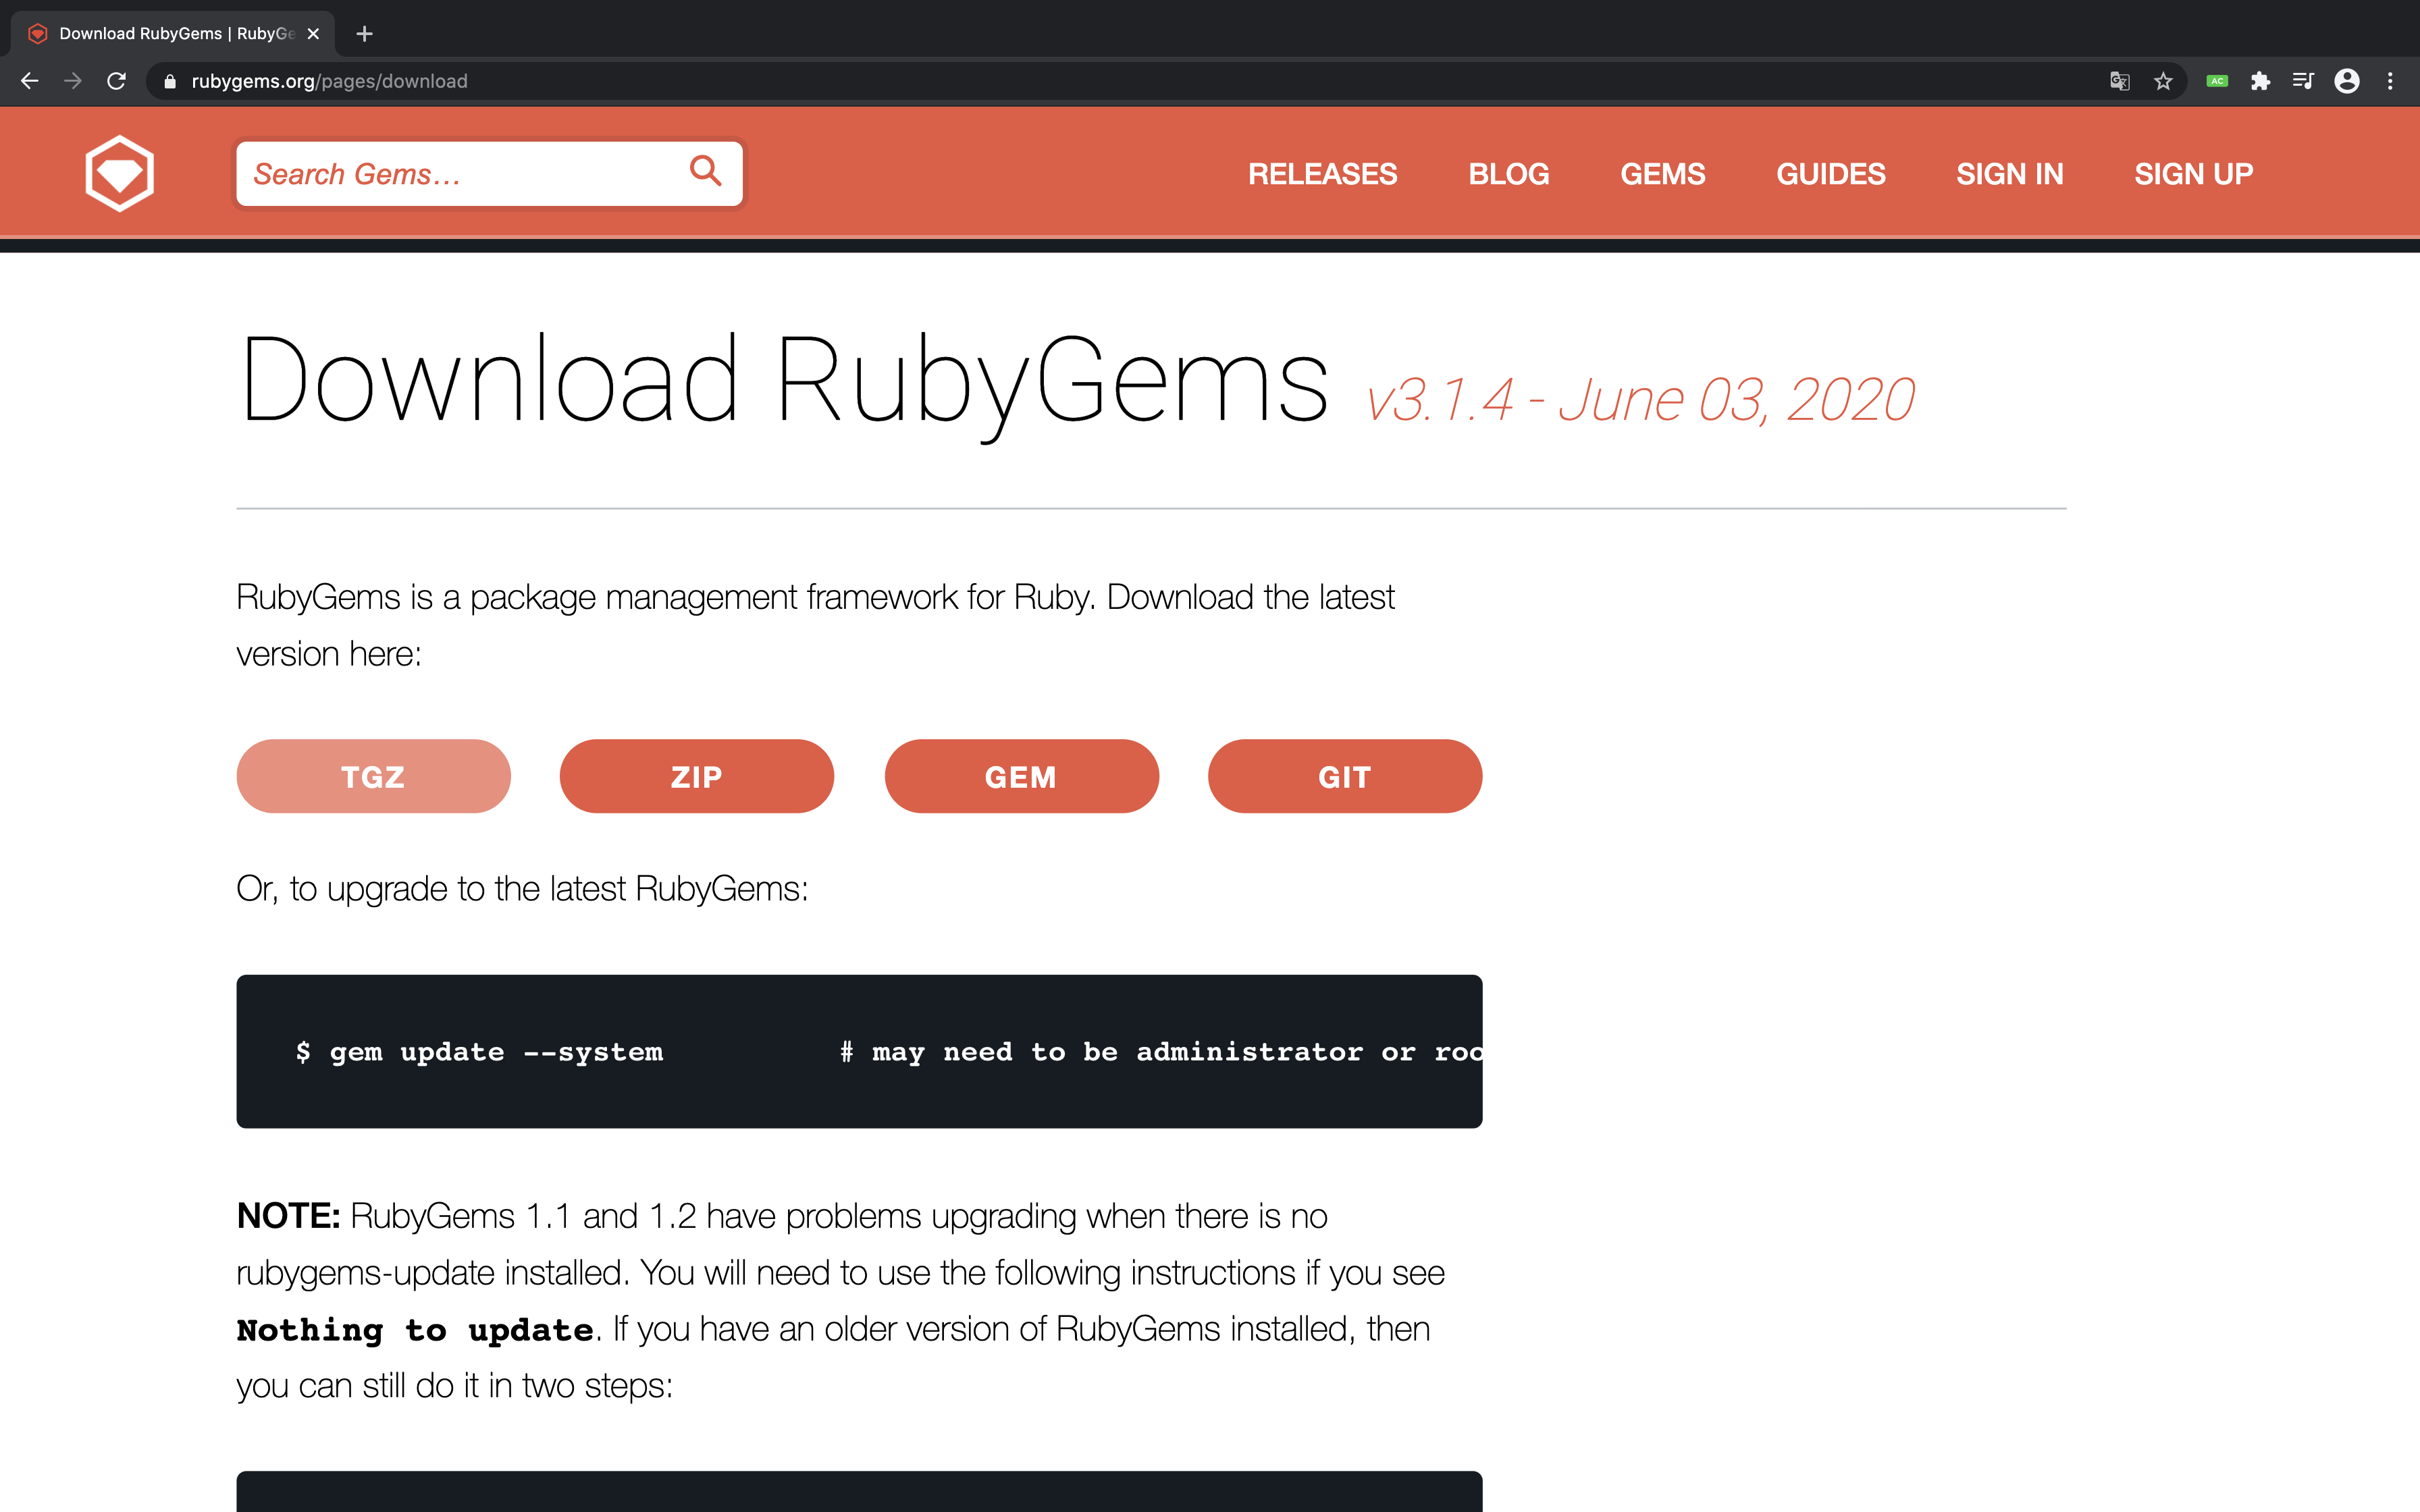 Download RubyGems | RubyGe
rubygems.org/pages/download
AC
Search Gems…
RELEASES BLOG GEMS GUIDES SIGN IN SIGN UP
Download RubyGems v3.1.4 - June 03, 2020
RubyGems is a package management framework for Ruby. Download the latest
version here:
TGZ ZIP GEM GIT
Or, to upgrade to the latest RubyGems:
$ gem update --system # may need to be administrator or roo
NOTE: RubyGems 1.1 and 1.2 have problems upgrading when there is no
rubygems-update installed. You will need to use the following instructions if you see
Nothing to update. If you have an older version of RubyGems installed, then
you can still do it in two steps: